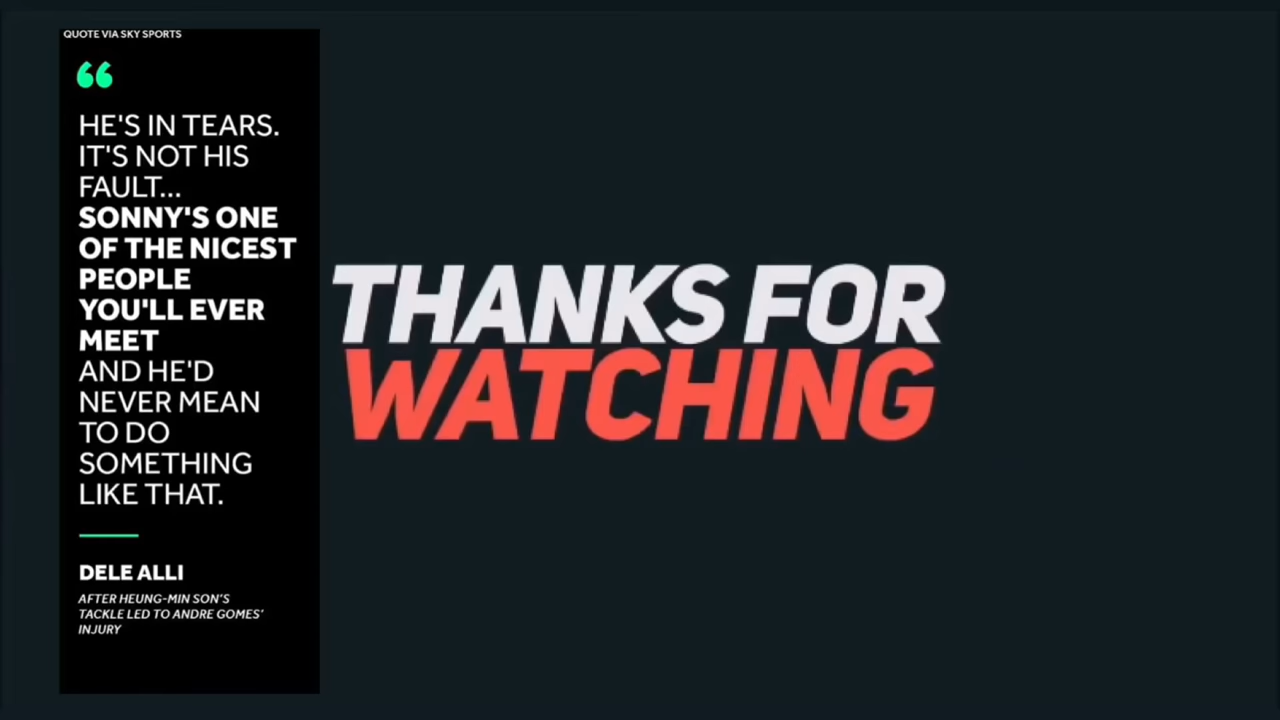 QUOTE VIA SKY SPORTS
“
HE'S IN TEARS.
IT'S NOT HIS
FAULT...
SONNY'S ONE
OF THE NICEST
PEOPLE
YOU'LL EVER
MEET
AND HE'D
NEVER MEAN
TO DO
SOMETHING
LIKE THAT.
DELE ALLI
AFTER HEUNG-MIN SON'S
TACKLE LED TO ANDRE GOMES'
INJURY
THANKS FOR
WATCHING